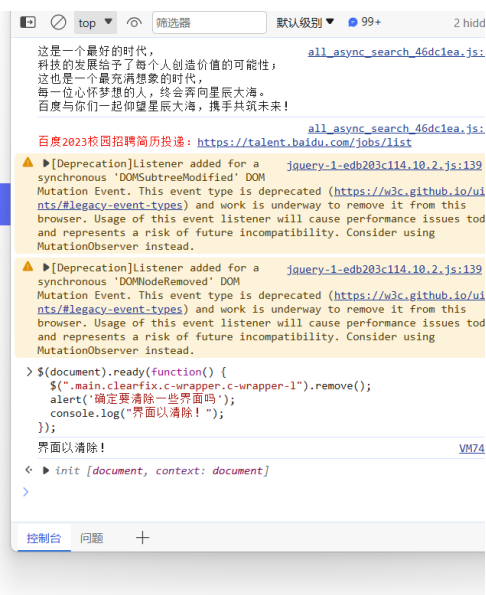 top ▼ 筛选器 默认级别 ▼ 99+ 2 hidd
这是一个最好的时代, all_async_search_46dc1ea.js:
科技的发展给予了每个人创造价值的可能性;
这也是一个最充满想象的时代,
每一位心怀梦想的人,终会奔向星辰大海。
百度与你们一起仰望星辰大海,携手共筑未来!
all_async_search_46dc1ea.js:
百度2023校园招聘简历投递:https://talent.baidu.com/jobs/list
▶[Deprecation]Listener added for a jquery-1-edb203c114.10.2.js:139
synchronous 'DOMSubtreeModified' DOM
Mutation Event. This event type is deprecated (https://w3c.github.io/ui
nts/#legacy-event-types) and work is underway to remove it from this
browser. Usage of this event listener will cause performance issues tod
and represents a risk of future incompatibility. Consider using
MutationObserver instead.
▶[Deprecation]Listener added for a jquery-1-edb203c114.10.2.js:139
synchronous 'DOMNodeRemoved' DOM
Mutation Event. This event type is deprecated (https://w3c.github.io/ui
nts/#legacy-event-types) and work is underway to remove it from this
browser. Usage of this event listener will cause performance issues tod
and represents a risk of future incompatibility. Consider using
MutationObserver instead.
> $(document).ready(function() {
$(".main.clearfix.c-wrapper.c-wrapper-l").remove();
alert('确定要清除一些界面吗');
console.log("界面以清除!");
});
界面以清除! VM74
▶ init [document, context: document]
>
控制台 问题 +